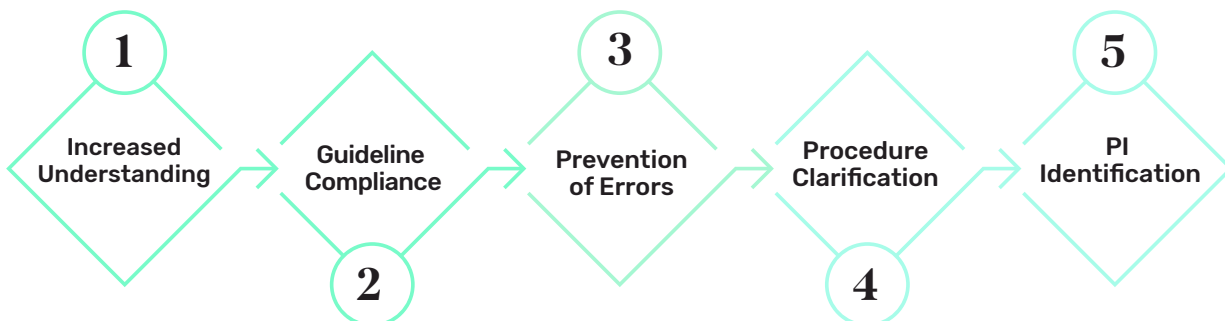 1
Increased
Understanding
Guideline
Compliance
2
3
Prevention
of Errors
Procedure
Clarification
4
5
PI
Identification